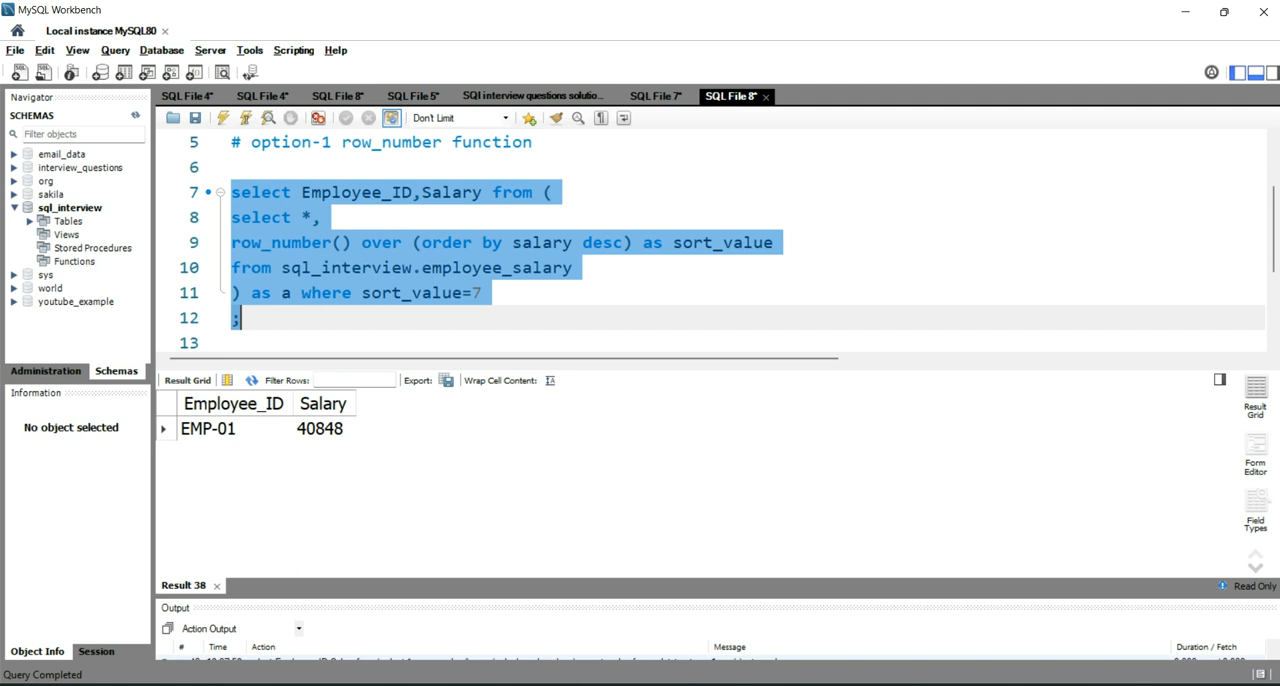 MySQL Workbench
Local instance MySQL80
File Edit View Query Database Server Tools Scripting Help
Navigator
SCHEMAS
Filter objects
email_data
interview_questions
org
sakila
sql_interview
Tables
Views
Stored Procedures
Functions
sys
world
youtube_example
Administration Schemas
Information
No object selected
Object Info Session
Query Completed
SQL File 4* SQL File 4* SQL File 8* SQL File 5* SQl interview questions solutio... SQL File 7* SQL File 8*
Don't Limit
5 # option-1 row_number function
6
7 select Employee_ID,Salary from (
8 select *,
9 row_number() over (order by salary desc) as sort_value
10 from sql_interview.employee_salary
11 ) as a where sort_value=7
12 ;
13
Result Grid Filter Rows: Export: Wrap Cell Content:
Employee_ID Salary
EMP-01 40848
Result Grid
Form Editor
Field Types
Result 38
Read Only
Output
Action Output
# Time Action Message Duration / Fetch